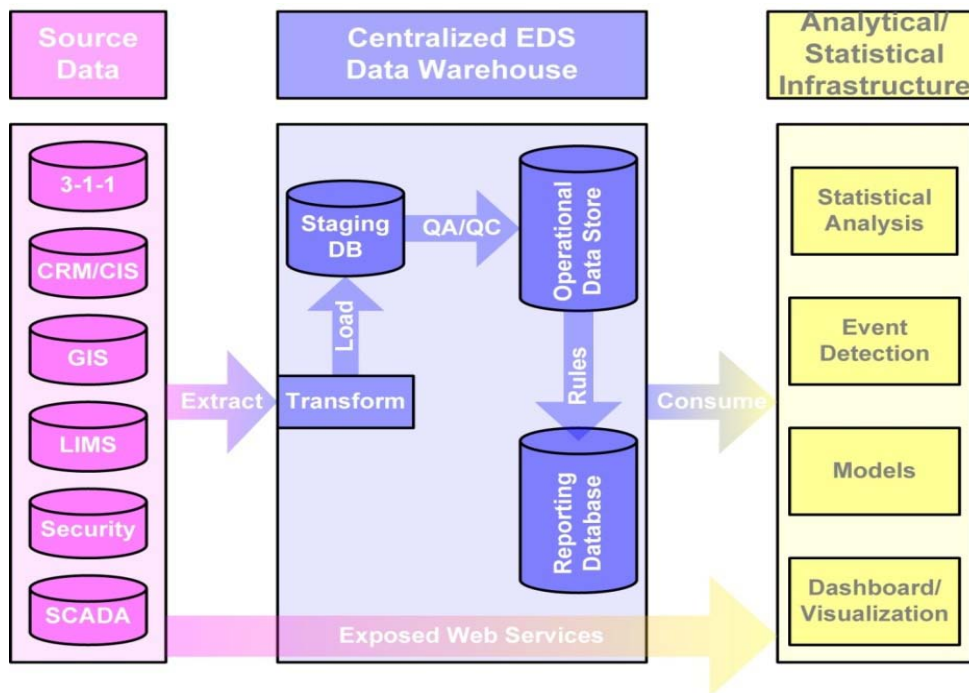 Source
Data
Centralized EDS
Data Warehouse
Analytical/
Statistical
Infrastructure
3-1-1
CRM/CIS
GIS
LIMS
Security
SCADA
Extract
Transform
Load
Staging
DB
QA/QC
Operational
Data Store
Rules
Reporting
Database
Consume
Exposed Web Services
Statistical
Analysis
Event
Detection
Models
Dashboard/
Visualization